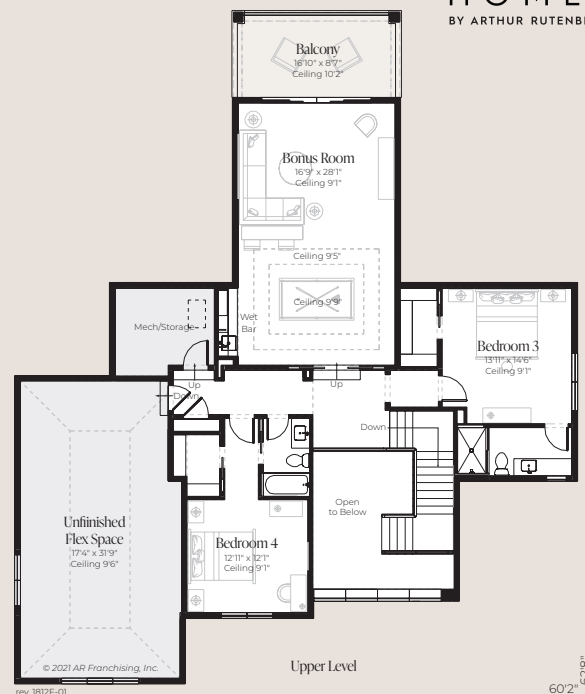 BY ARTHUR RUTENB
Balcony
16'10" x 8'7"
Ceiling 10'2"
Bonus Room
16'9" x 28'1"
Ceiling 9'1"
Ceiling 9'5"
Ceiling 9'9"
Wet
Bar
Mech/Storage
Bedroom 3
13'11" x 14'6"
Ceiling 9'1"
Up
Down
Up
Down
Open
to Below
Unfinished
Flex Space
17'4" x 31'9"
Ceiling 9'6"
Bedroom 4
12'11" x 12'1"
Ceiling 9'1"
© 2021 AR Franchising, Inc.
Upper Level
62'9"
60'2"
rev. 1812F-01